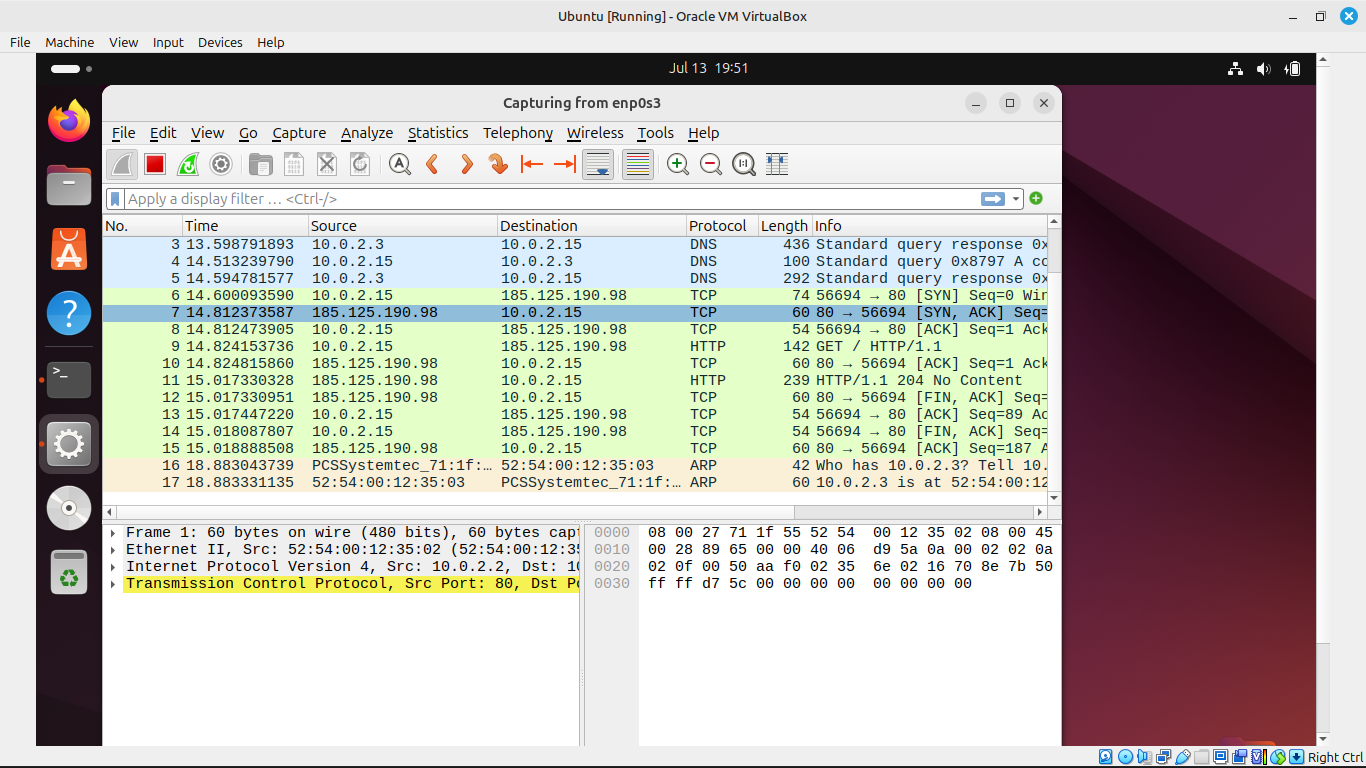 Ubuntu [Running] - Oracle VM VirtualBox
File Machine View Input Devices Help
Jul 13 19:51
Capturing from enp0s3
File Edit View Go Capture Analyze Statistics Telephony Wireless Tools Help
Apply a display filter … <Ctrl-/>
No. Time Source Destination Protocol Length Info
3 13.598791893 10.0.2.3 10.0.2.15 DNS 436 Standard query response 0x
4 14.513239790 10.0.2.15 10.0.2.3 DNS 100 Standard query 0x8797 A co
5 14.594781577 10.0.2.3 10.0.2.15 DNS 292 Standard query response 0x
6 14.600093590 10.0.2.15 185.125.190.98 TCP 74 56694 → 80 [SYN] Seq=0 Win
7 14.812373587 185.125.190.98 10.0.2.15 TCP 60 80 → 56694 [SYN, ACK] Seq=
8 14.812473905 10.0.2.15 185.125.190.98 TCP 54 56694 → 80 [ACK] Seq=1 Ack
9 14.824153736 10.0.2.15 185.125.190.98 HTTP 142 GET / HTTP/1.1
10 14.824815860 185.125.190.98 10.0.2.15 TCP 60 80 → 56694 [ACK] Seq=1 Ack
11 15.017330328 185.125.190.98 10.0.2.15 HTTP 239 HTTP/1.1 204 No Content
12 15.017330951 185.125.190.98 10.0.2.15 TCP 60 80 → 56694 [FIN, ACK] Seq=
13 15.017447220 10.0.2.15 185.125.190.98 TCP 54 56694 → 80 [ACK] Seq=89 Ac
14 15.018087807 10.0.2.15 185.125.190.98 TCP 54 56694 → 80 [FIN, ACK] Seq=
15 15.018888508 185.125.190.98 10.0.2.15 TCP 60 80 → 56694 [ACK] Seq=187 A
16 18.883043739 PCSSystemtec_71:1f:… 52:54:00:12:35:03 ARP 42 Who has 10.0.2.3? Tell 10.
17 18.883331135 52:54:00:12:35:03 PCSSystemtec_71:1f:… ARP 60 10.0.2.3 is at 52:54:00:12
Frame 1: 60 bytes on wire (480 bits), 60 bytes capt
Ethernet II, Src: 52:54:00:12:35:02 (52:54:00:12:35
Internet Protocol Version 4, Src: 10.0.2.2, Dst: 10
Transmission Control Protocol, Src Port: 80, Dst Po
0000 08 00 27 71 1f 55 52 54 00 12 35 02 08 00 45
0010 00 28 89 65 00 00 40 06 d9 5a 0a 00 02 02 0a
0020 02 0f 00 50 aa f0 02 35 6e 02 16 70 8e 7b 50
0030 ff ff d7 5c 00 00 00 00 00 00 00 00
Right Ctrl